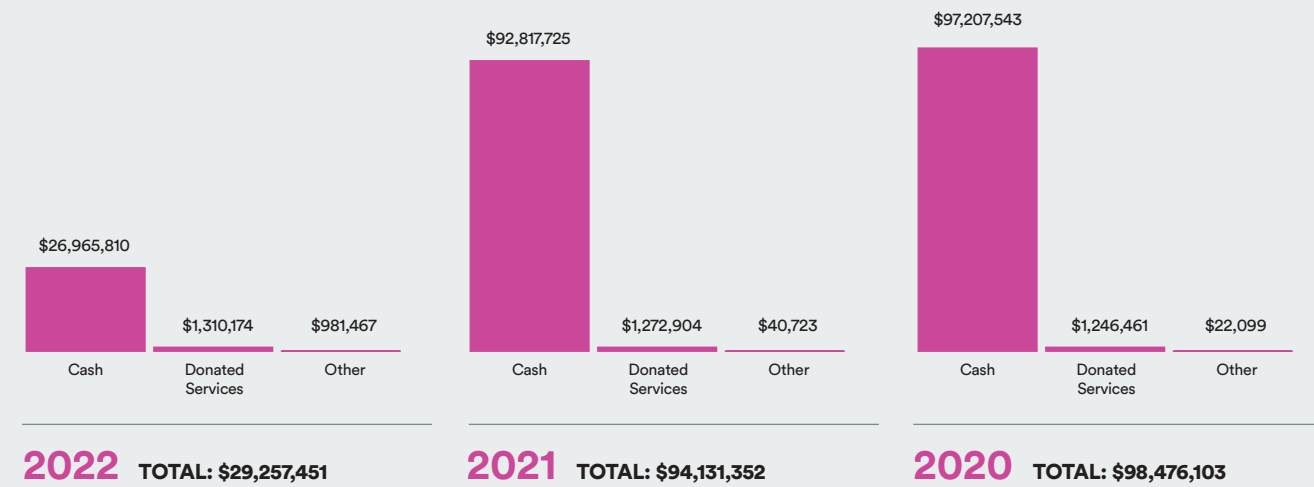 $26,965,810
$1,310,174
$981,467
Cash
Donated
Services
Other
2022 TOTAL: $29,257,451
$92,817,725
$1,272,904
$40,723
Cash
Donated
Services
Other
2021 TOTAL: $94,131,352
$97,207,543
$1,246,461
$22,099
Cash
Donated
Services
Other
2020 TOTAL: $98,476,103